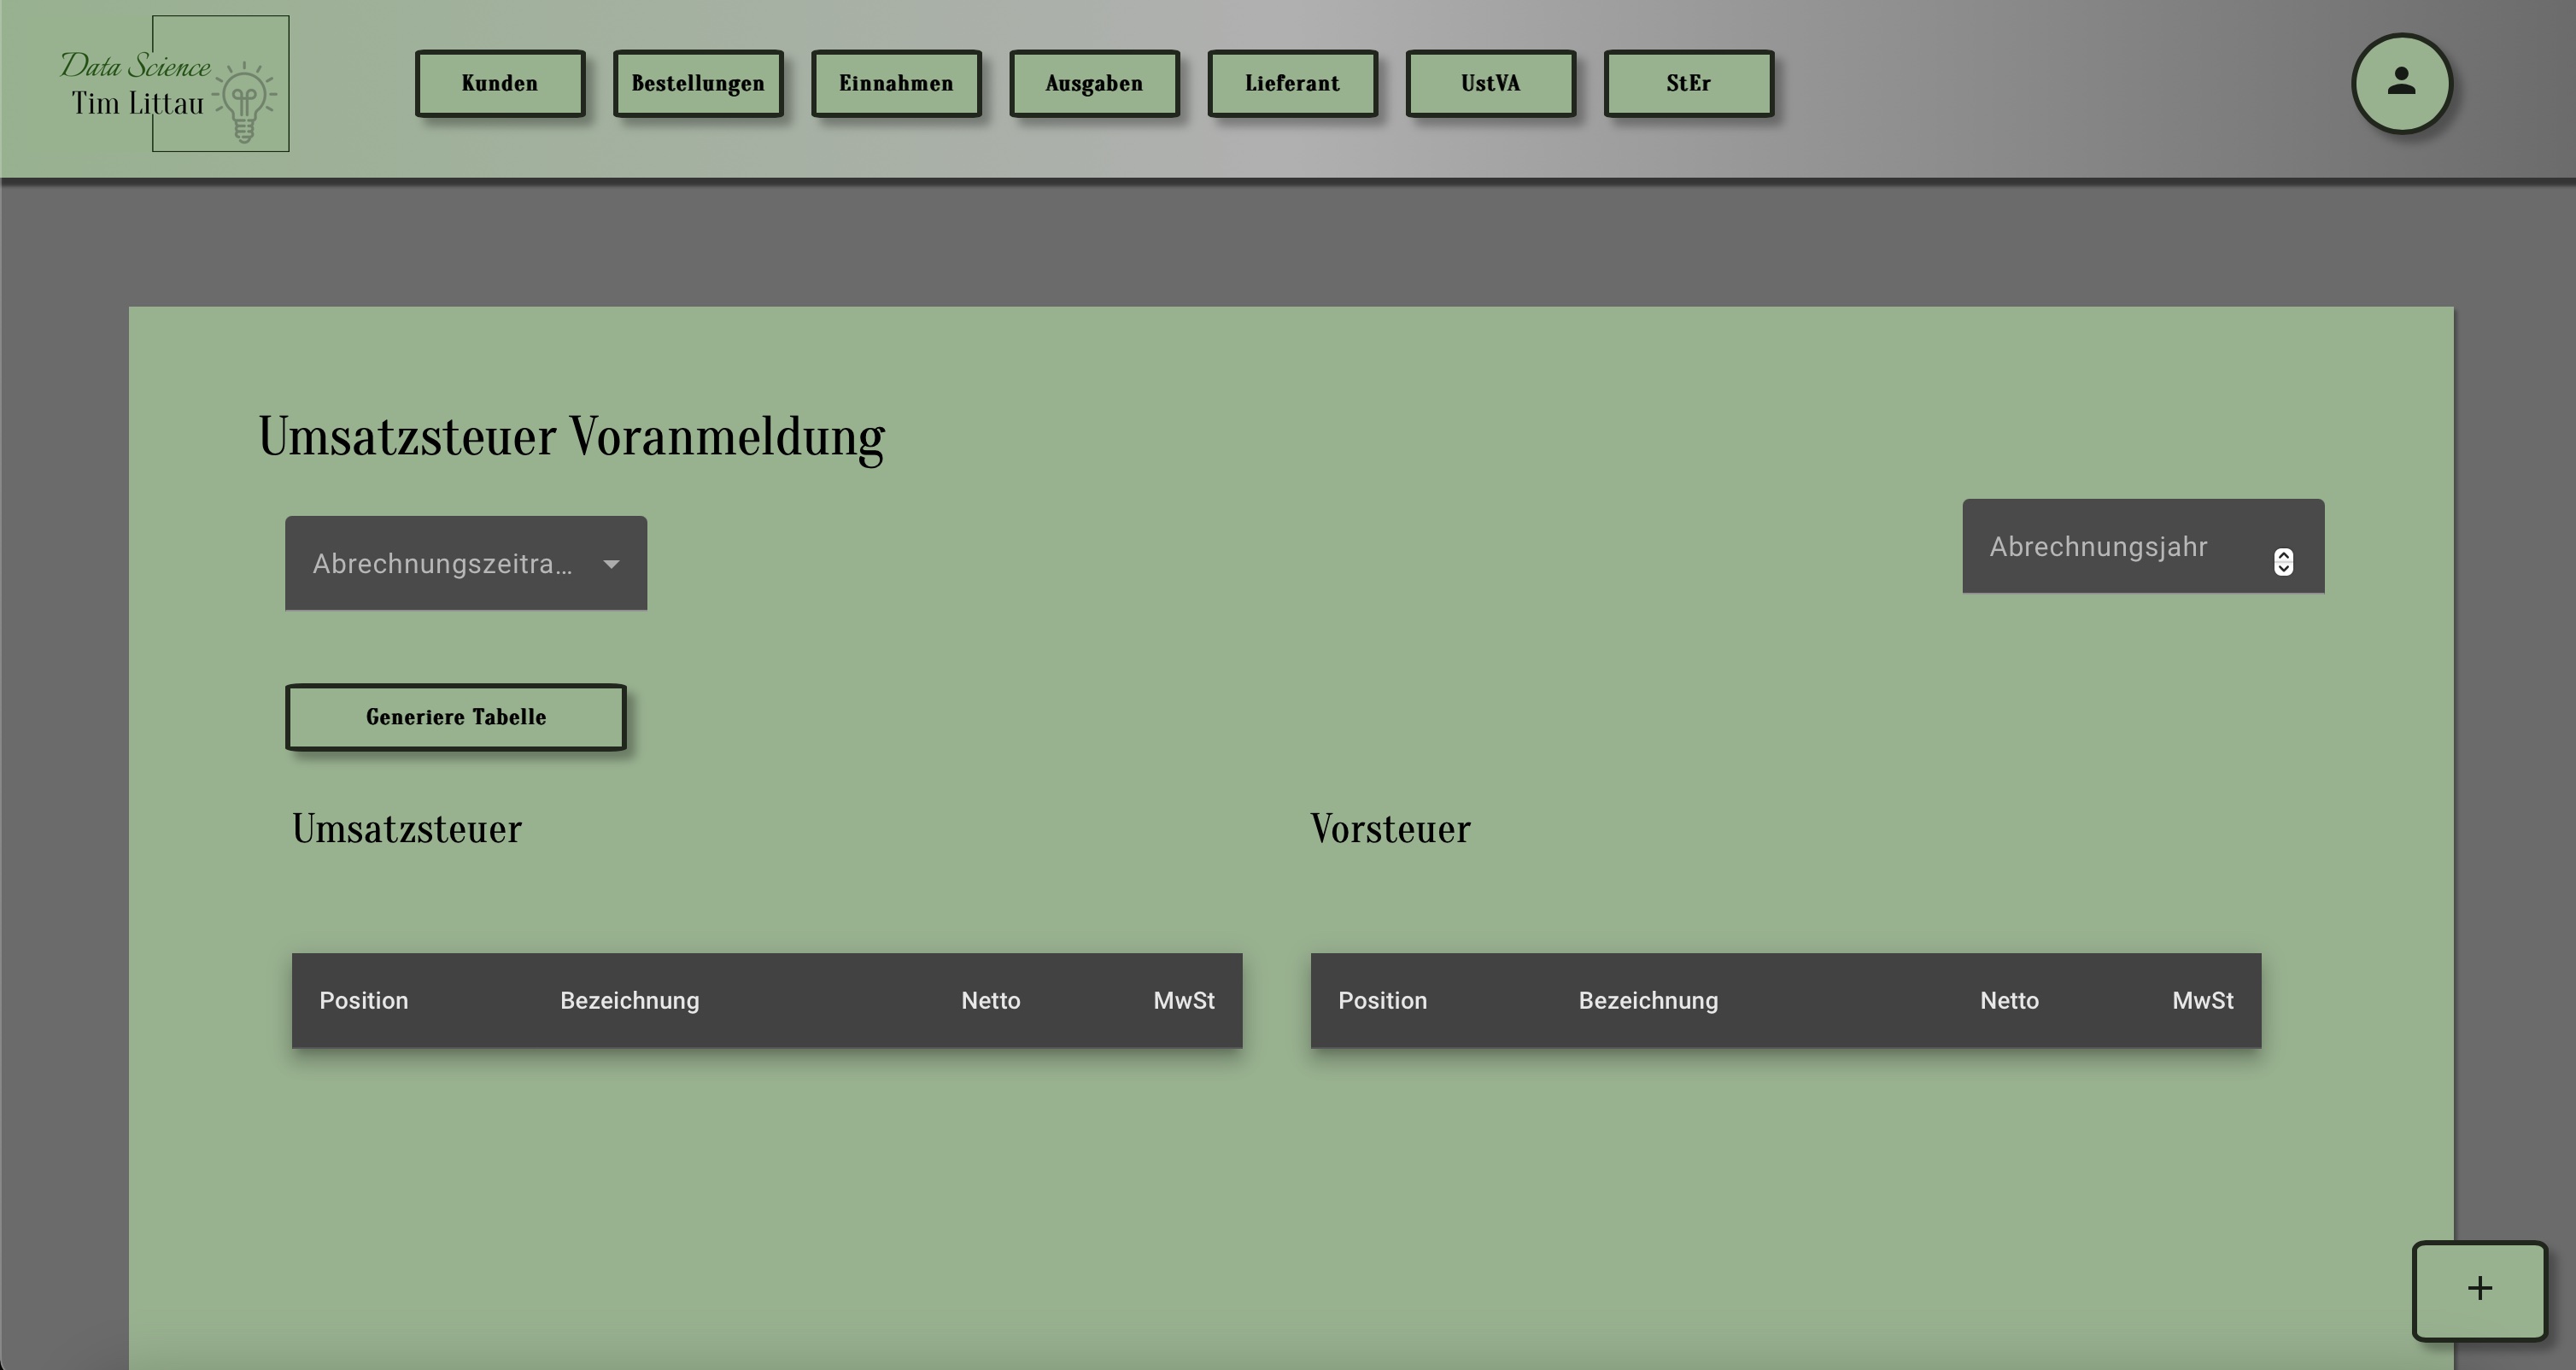 Data Science
Tim Littau
Kunden
Bestellungen
Einnahmen
Ausgaben
Lieferant
UstVA
StEr
Umsatzsteuer Voranmeldung
Abrechnungszeitra...
Abrechnungsjahr
Generiere Tabelle
Umsatzsteuer
Vorsteuer
Position Bezeichnung Netto MwSt
Position Bezeichnung Netto MwSt
+